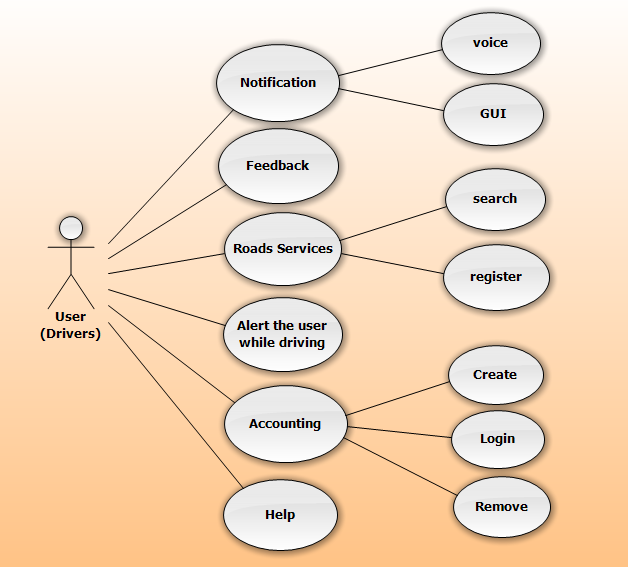 voice
Notification
GUI
Feedback
search
Roads Services
register
User
(Drivers)
Alert the user
while driving
Create
Accounting
Login
Remove
Help